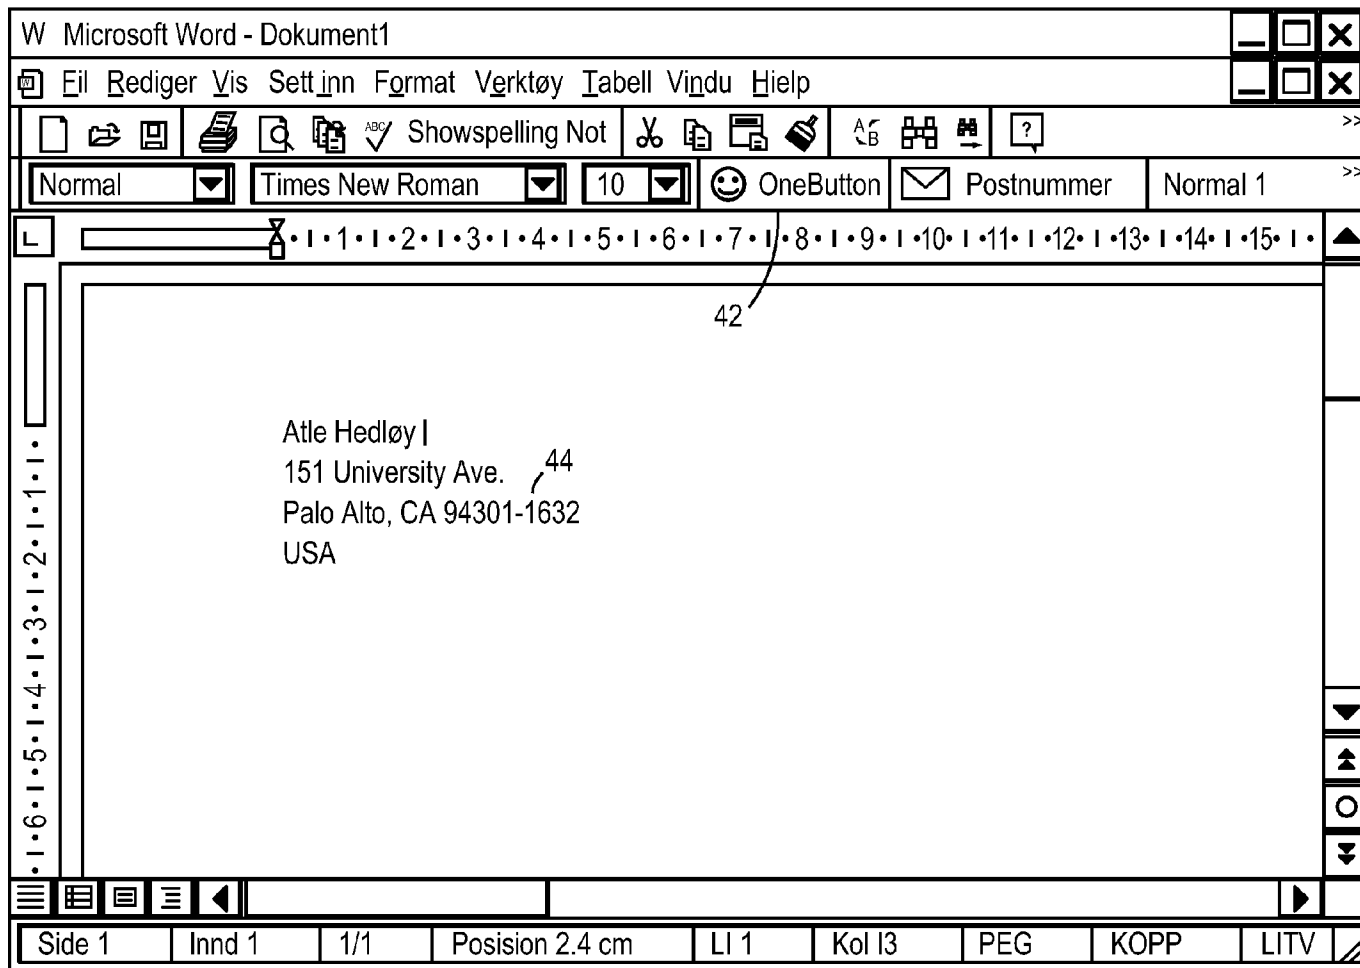 W Microsoft Word - Dokument1
Fil Rediger Vis Sett inn Format Verktøy Tabell Vindu Hielp
ABC Showspelling Not A B ? >>
Normal Times New Roman 10 OneButton Postnummer Normal 1 >>
L 1 2 3 4 5 6 7 8 9 10 11 12 13 14 15
42
Atle Hedløy
151 University Ave. 44
Palo Alto, CA 94301-1632
USA
1 2 3 4 5 6
Side 1 Innd 1 1/1 Posision 2.4 cm LI 1 Kol I3 PEG KOPP LITV